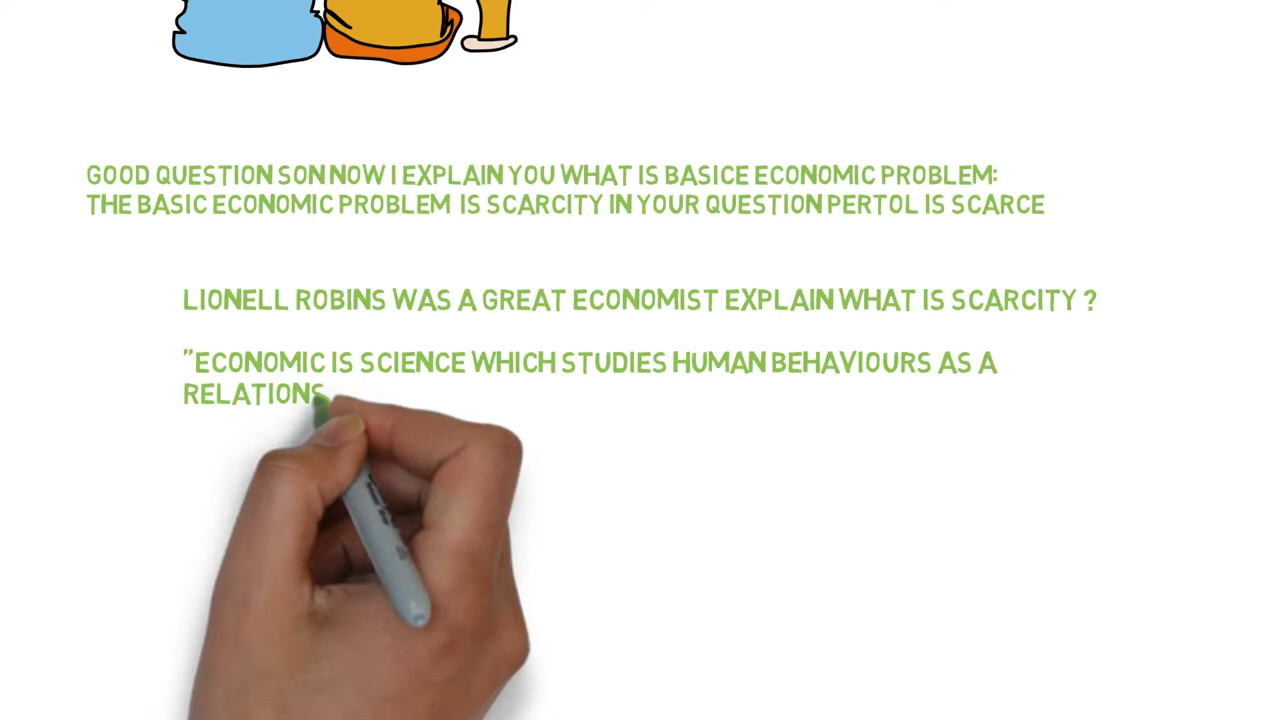 GOOD QUESTION SON NOW I EXPLAIN YOU WHAT IS BASICE ECONOMIC PROBLEM:
THE BASIC ECONOMIC PROBLEM IS SCARCITY IN YOUR QUESTION PERTOL IS SCARCE
LIONELL ROBINS WAS A GREAT ECONOMIST EXPLAIN WHAT IS SCARCITY ?
"ECONOMIC IS SCIENCE WHICH STUDIES HUMAN BEHAVIOURS AS A
RELATIONS